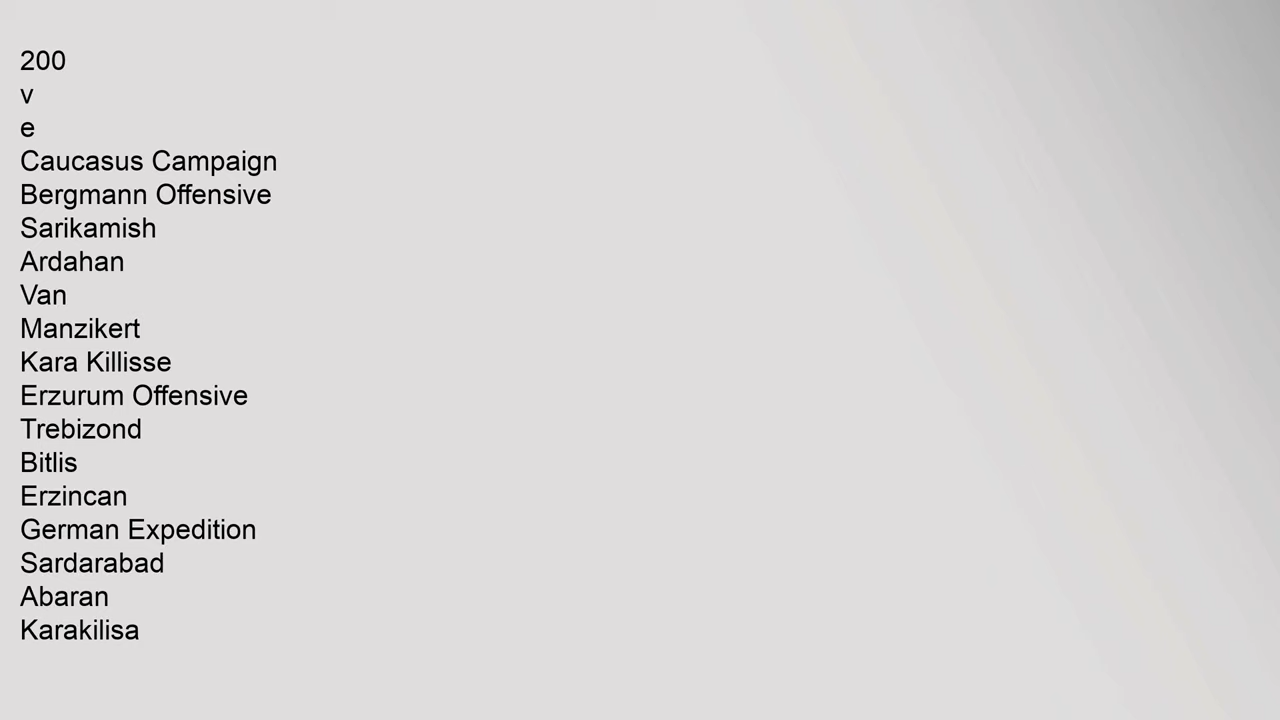 200
v
e
Caucasus Campaign
Bergmann Offensive
Sarikamish
Ardahan
Van
Manzikert
Kara Killisse
Erzurum Offensive
Trebizond
Bitlis
Erzincan
German Expedition
Sardarabad
Abaran
Karakilisa